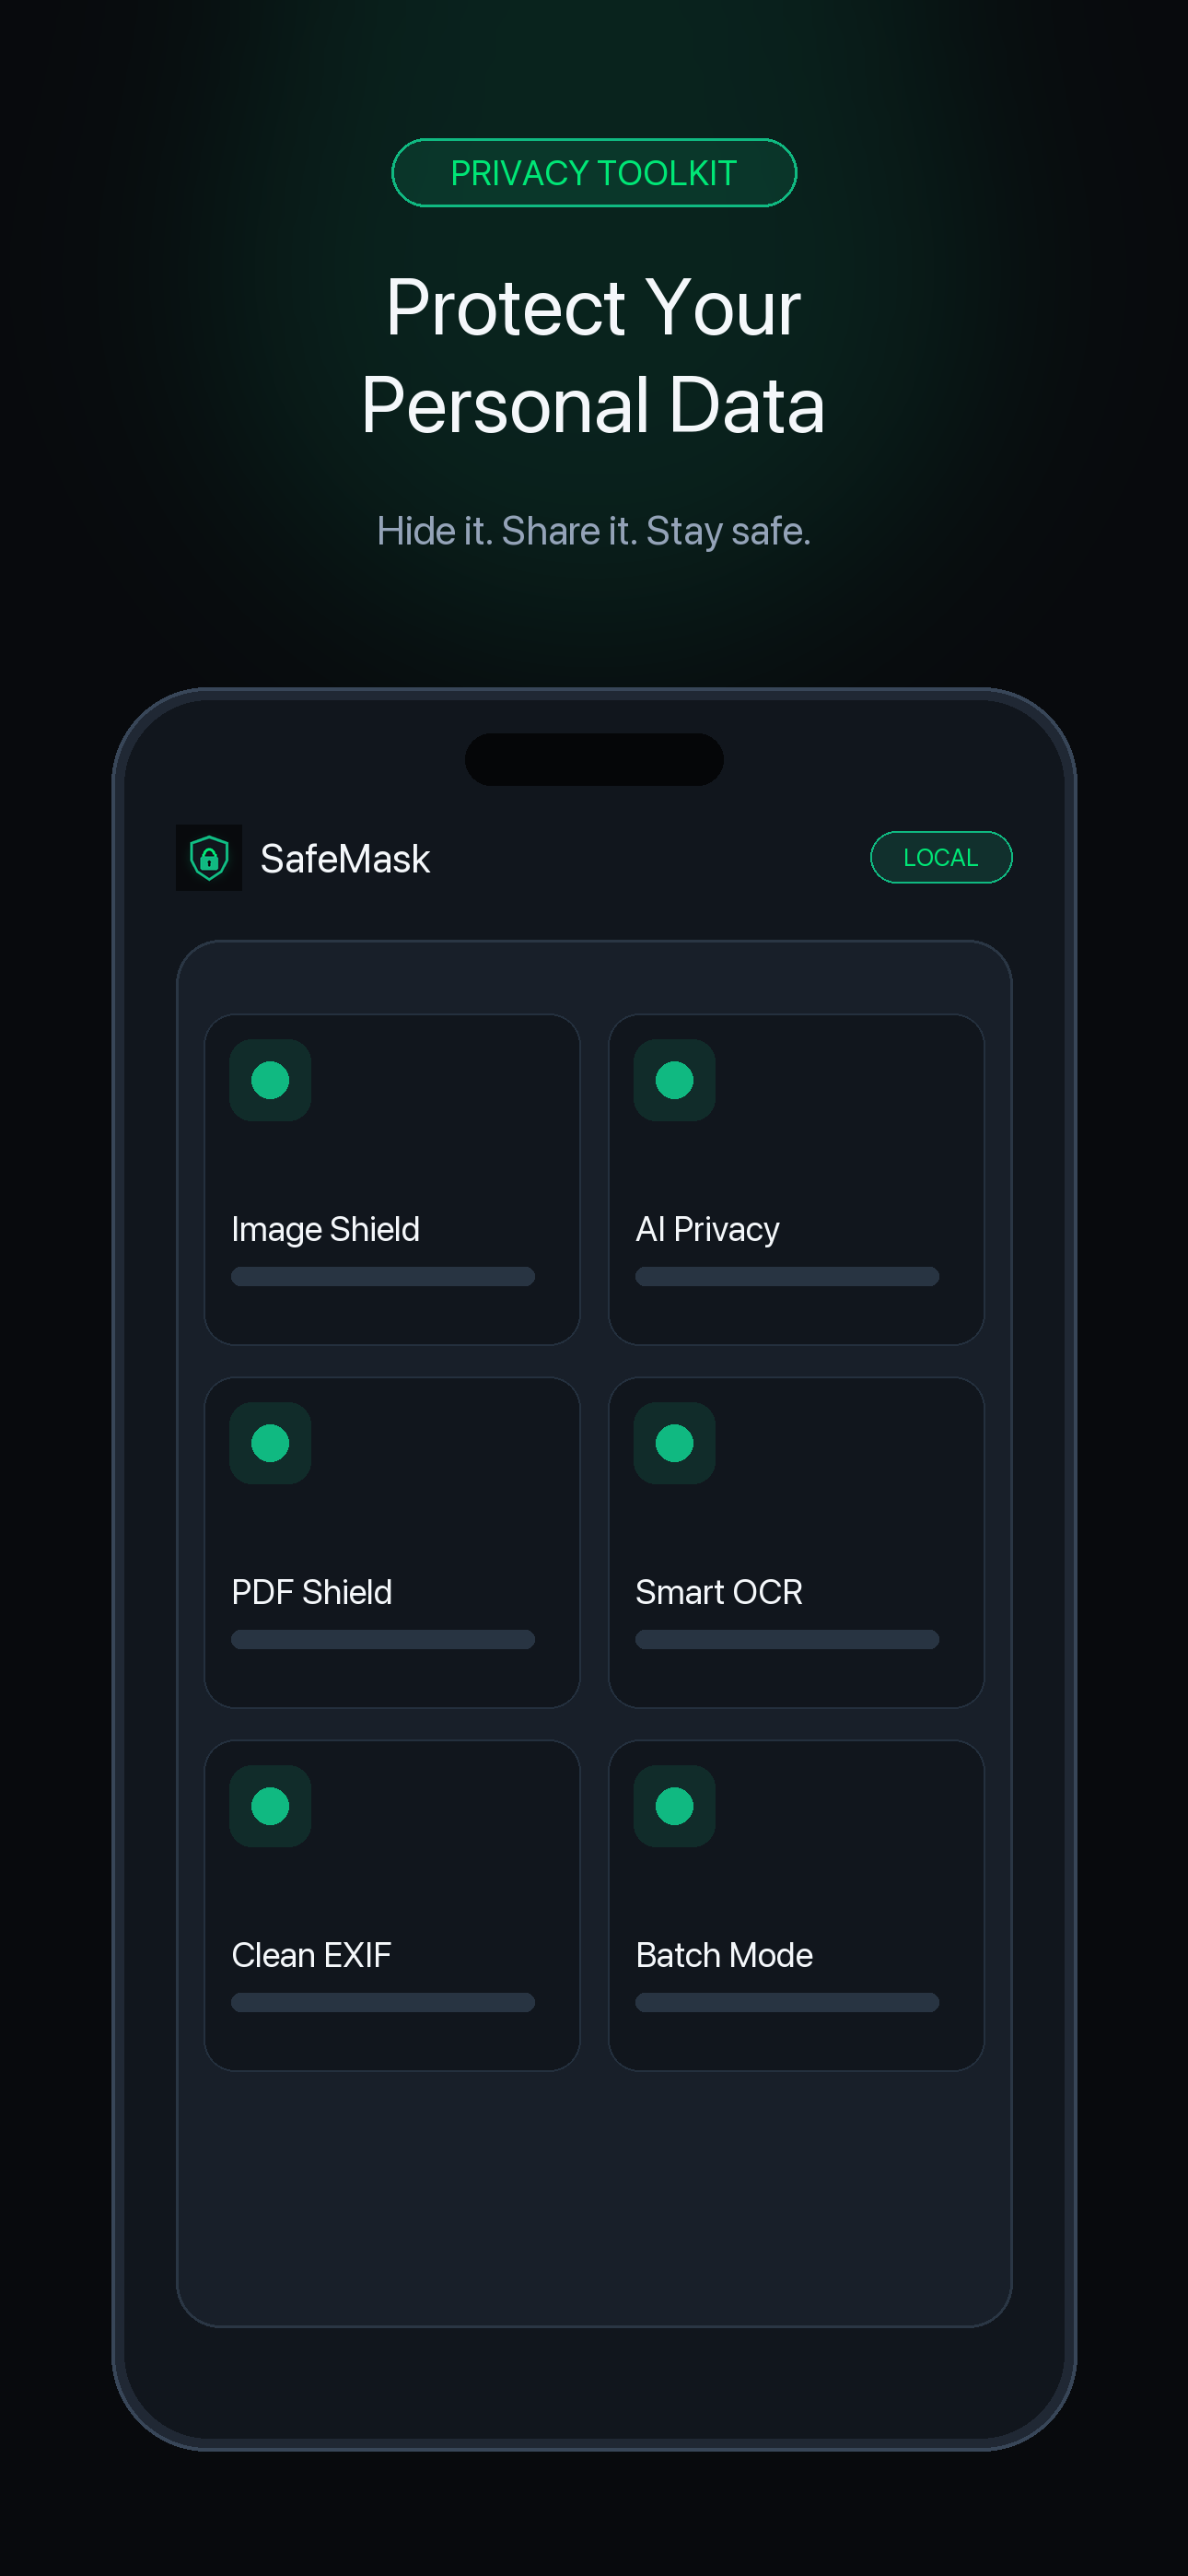 PRIVACY TOOLKIT
Protect Your
Personal Data
Hide it. Share it. Stay safe.
SafeMask
LOCAL
Image Shield
AI Privacy
PDF Shield
Smart OCR
Clean EXIF
Batch Mode